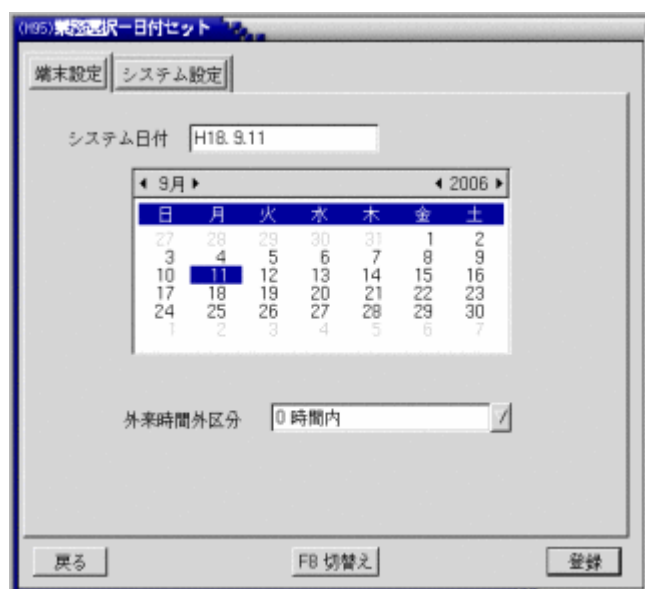 (H95)業務選択ー日付セット
端末設定 システム設定
システム日付 H18. 9.11
9月 2006
日 月 火 水 木 金 土
27 28 29 30 31 1 2
3 4 5 6 7 8 9
10 11 12 13 14 15 16
17 18 19 20 21 22 23
24 25 26 27 28 29 30
1 2 3 4 5 6 7
外来時間外区分 0 時間内
戻る F8 切替え 登録